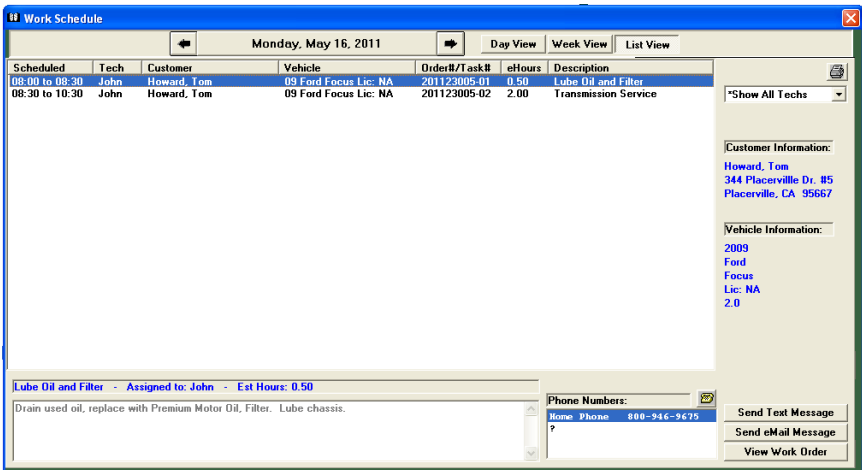 Work Schedule
Monday, May 16, 2011
Day View Week View List View
Scheduled Tech Customer Vehicle Order#/Task# eHours Description
08:00 to 08:30 John Howard, Tom 09 Ford Focus Lic: NA 201123005-01 0.50 Lube Oil and Filter
08:30 to 10:30 John Howard, Tom 09 Ford Focus Lic: NA 201123005-02 2.00 Transmission Service
*Show All Techs
Customer Information:
Howard, Tom
344 Placervillle Dr. #5
Placerville, CA 95667
Vehicle Information:
2009
Ford
Focus
Lic: NA
2.0
Lube Oil and Filter - Assigned to: John - Est Hours: 0.50
Drain used oil, replace with Premium Motor Oil, Filter. Lube chassis.
Phone Numbers:
Home Phone 800-946-9675
?
Send Text Message
Send eMail Message
View Work Order